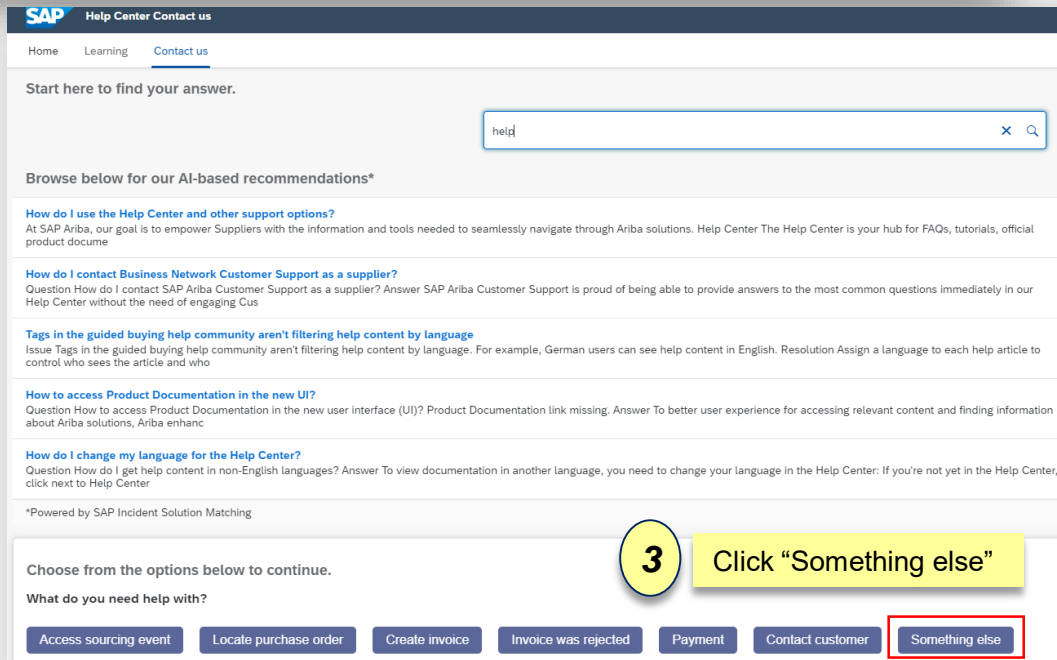 SAP Help Center Contact us
Home Learning Contact us
Start here to find your answer.
help
Browse below for our AI-based recommendations*
How do I use the Help Center and other support options?
At SAP Ariba, our goal is to empower Suppliers with the information and tools needed to seamlessly navigate through Ariba solutions. Help Center The Help Center is your hub for FAQs, tutorials, official
product docume
How do I contact Business Network Customer Support as a supplier?
Question How do I contact SAP Ariba Customer Support as a supplier? Answer SAP Ariba Customer Support is proud of being able to provide answers to the most common questions immediately in our
Help Center without the need of engaging Cus
Tags in the guided buying help community aren't filtering help content by language
Issue Tags in the guided buying help community aren't filtering help content by language. For example, German users can see help content in English. Resolution Assign a language to each help article to
control who sees the article and who
How to access Product Documentation in the new UI?
Question How to access Product Documentation in the new user interface (UI)? Product Documentation link missing. Answer To better user experience for accessing relevant content and finding information
about Ariba solutions, Ariba enhanc
How do I change my language for the Help Center?
Question How do I get help content in non-English languages? Answer To view documentation in another language, you need to change your language in the Help Center: If you're not yet in the Help Center,
click next to Help Center
*Powered by SAP Incident Solution Matching
3 Click “Something else”
Choose from the options below to continue.
What do you need help with?
Access sourcing event Locate purchase order Create invoice Invoice was rejected Payment Contact customer Something else